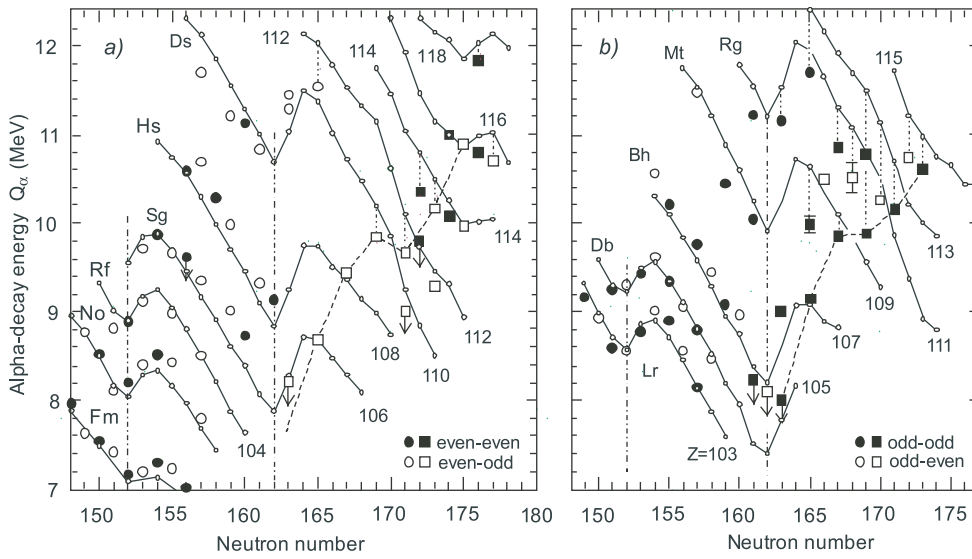 Alpha-decay energy Qα (MeV)
12
11
10
9
8
7
a)
Ds
112
114
118
116
Hs
Sg
Rf
No
Fm
114
112
110
108
106
104
even-even
even-odd
150
155
160
165
170
175
180
Neutron number
b)
Mt
Rg
115
Bh
Db
Lr
113
111
109
107
105
Z=103
odd-odd
odd-even
150
155
160
165
170
175
Neutron number